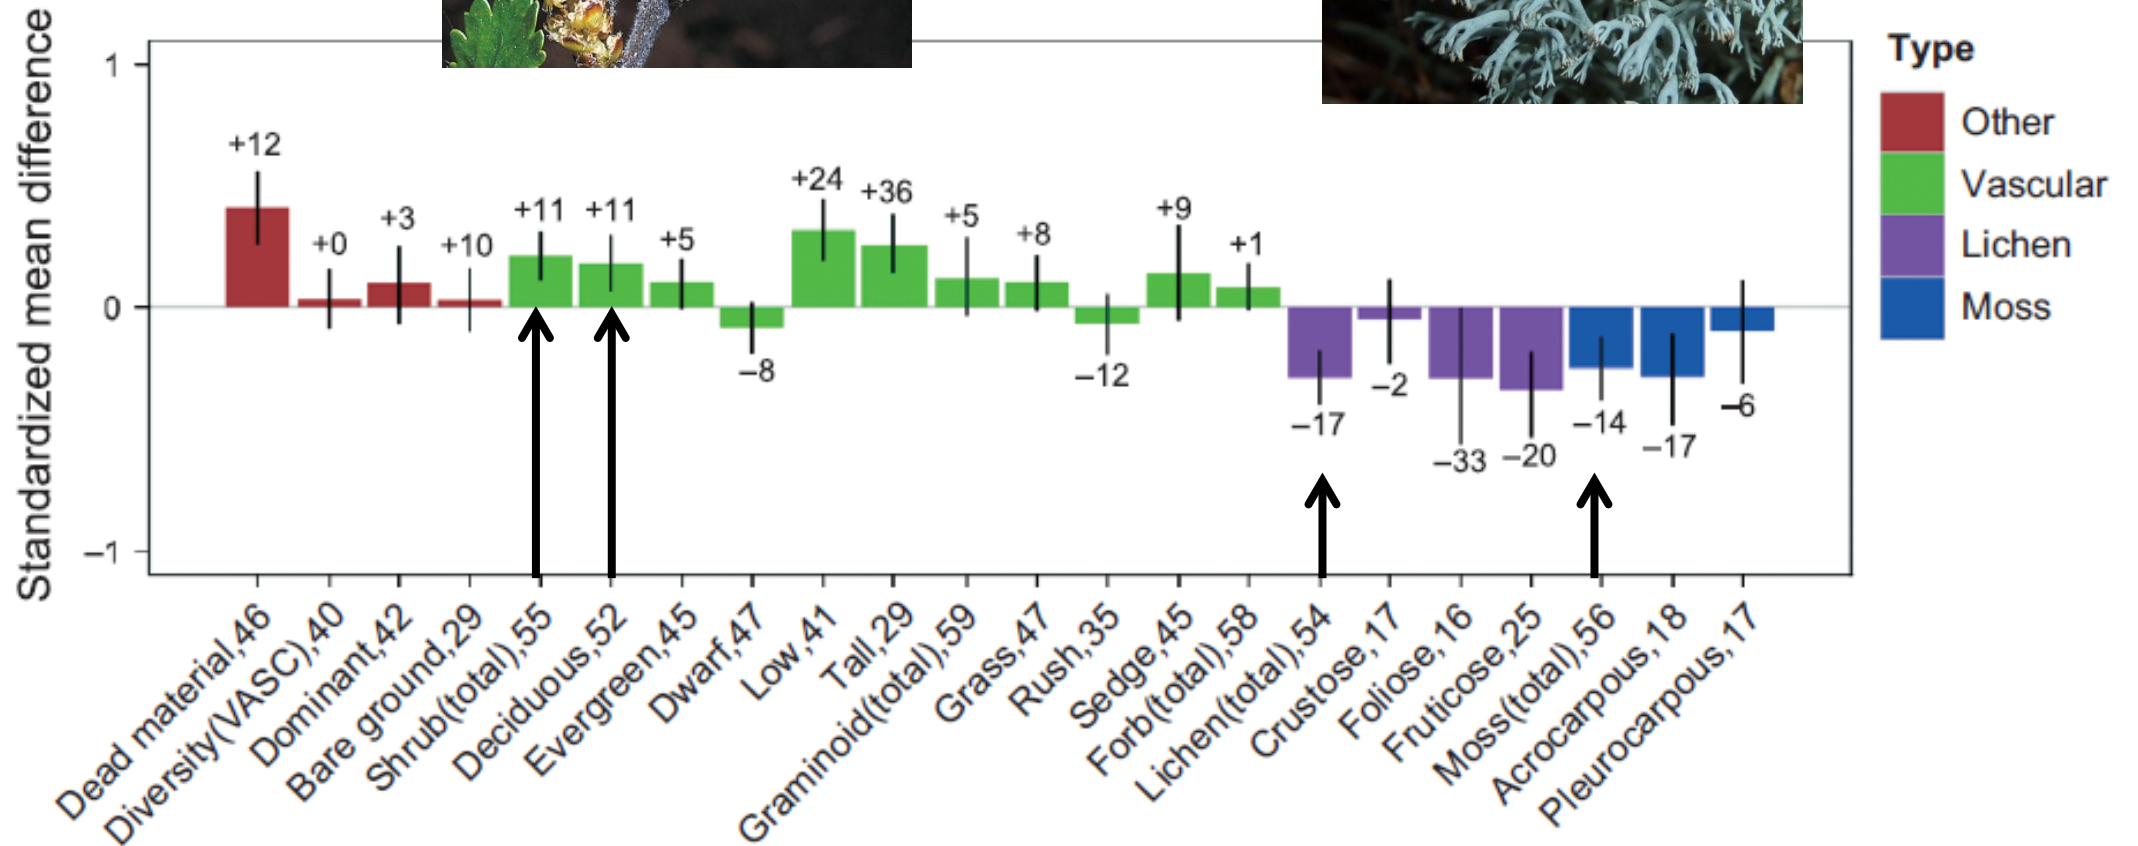 Standardized mean difference
1
0
–1
+12
+0
+3
+10
+11
+11
+5
–8
+24
+36
+5
+8
–12
+9
+1
–17
–2
–33
–20
–14
–17
–6
Dead material,46
Diversity(VASC),40
Dominant,42
Bare ground,29
Shrub(total),55
Deciduous,52
Evergreen,45
Dwarf,47
Low,41
Tall,29
Graminoid(total),59
Grass,47
Rush,35
Sedge,45
Forb(total),58
Lichen(total),54
Crustose,17
Foliose,16
Fruticose,25
Moss(total),56
Acrocarpous,18
Pleurocarpous,17
Type
Other
Vascular
Lichen
Moss